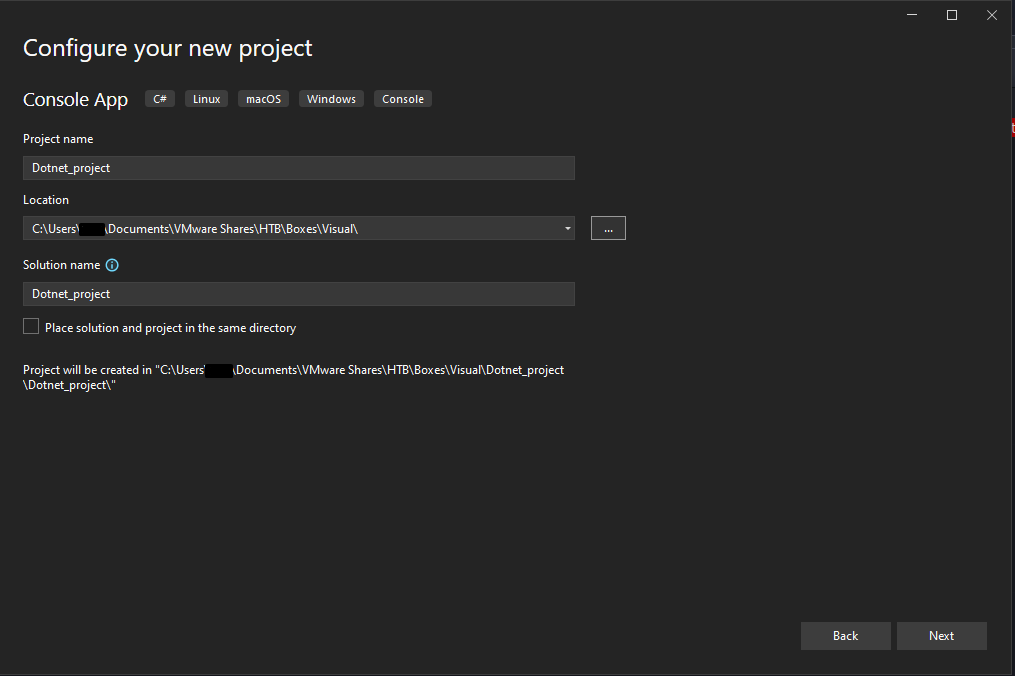 Configure your new project
Console App C# Linux macOS Windows Console
Project name
Dotnet_project
Location
C:\Users\ \Documents\VMware Shares\HTB\Boxes\Visual\
...
Solution name
Dotnet_project
Place solution and project in the same directory
Project will be created in "C:\Users \Documents\VMware Shares\HTB\Boxes\Visual\Dotnet_project
\Dotnet_project\"
Back Next